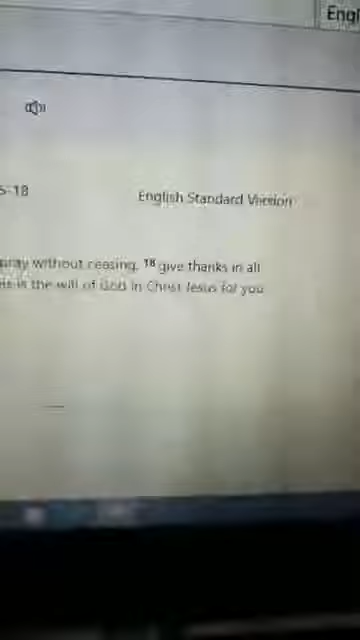 Engl
5-18
English Standard Version
pray without ceasing, 18 give thanks in all
is is the will of God in Christ Jesus for you